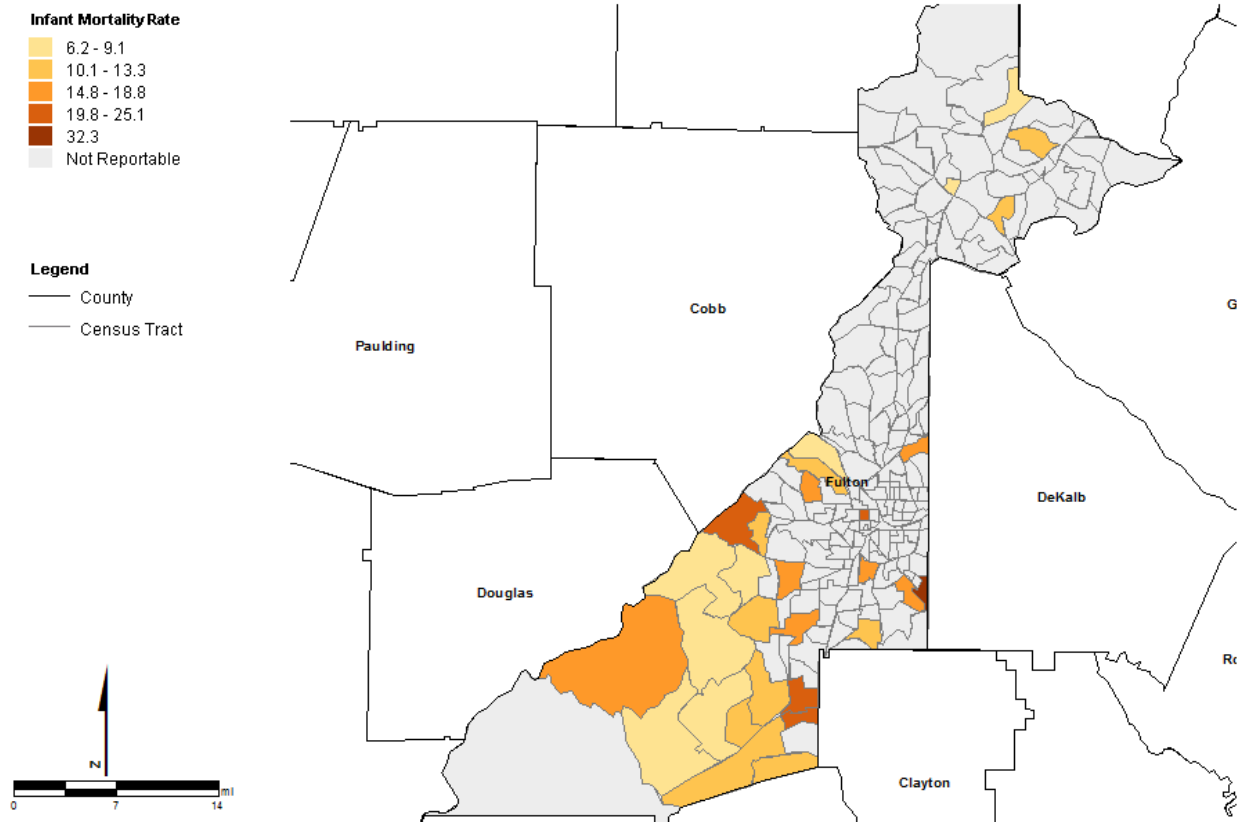 Infant Mortality Rate
6.2 - 9.1
10.1 - 13.3
14.8 - 18.8
19.8 - 25.1
32.3
Not Reportable
Legend
County
Census Tract
Cobb
G
Paulding
Fulton
DeKalb
Douglas
Ro
Clayton
N
0 7 14 mi